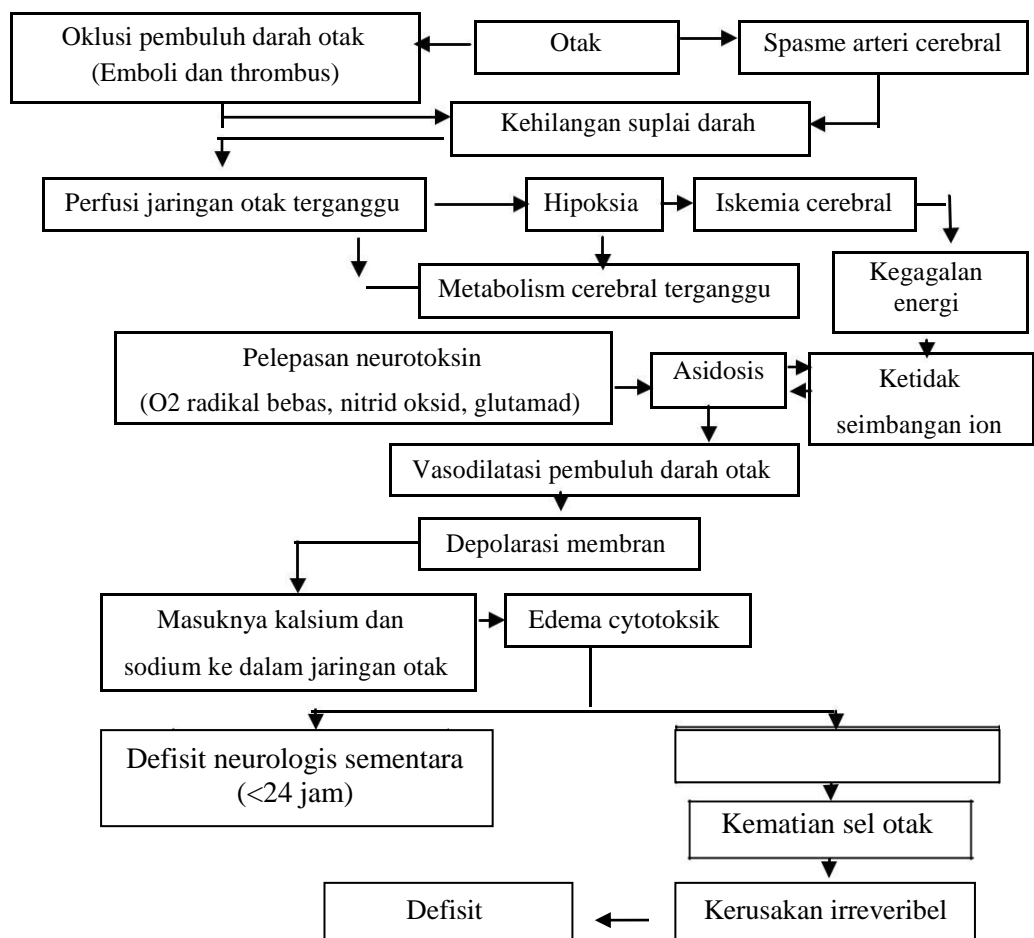 Oklusi pembuluh darah otak
(Emboli dan thrombus)
Otak
Spasme arteri cerebral
Kehilangan suplai darah
Perfusi jaringan otak terganggu
Hipoksia
Iskemia cerebral
Metabolism cerebral terganggu
Kegagalan
energi
Pelepasan neurotoksin
(O2 radikal bebas, nitrid oksid, glutamad)
Asidosis
Ketidak
seimbangan ion
Vasodilatasi pembuluh darah otak
Depolarasi membran
Masuknya kalsium dan
sodium ke dalam jaringan otak
Edema cytotoksik
Defisit neurologis sementara
(<24 jam)
Kematian sel otak
Kerusakan irreveribel
Defisit